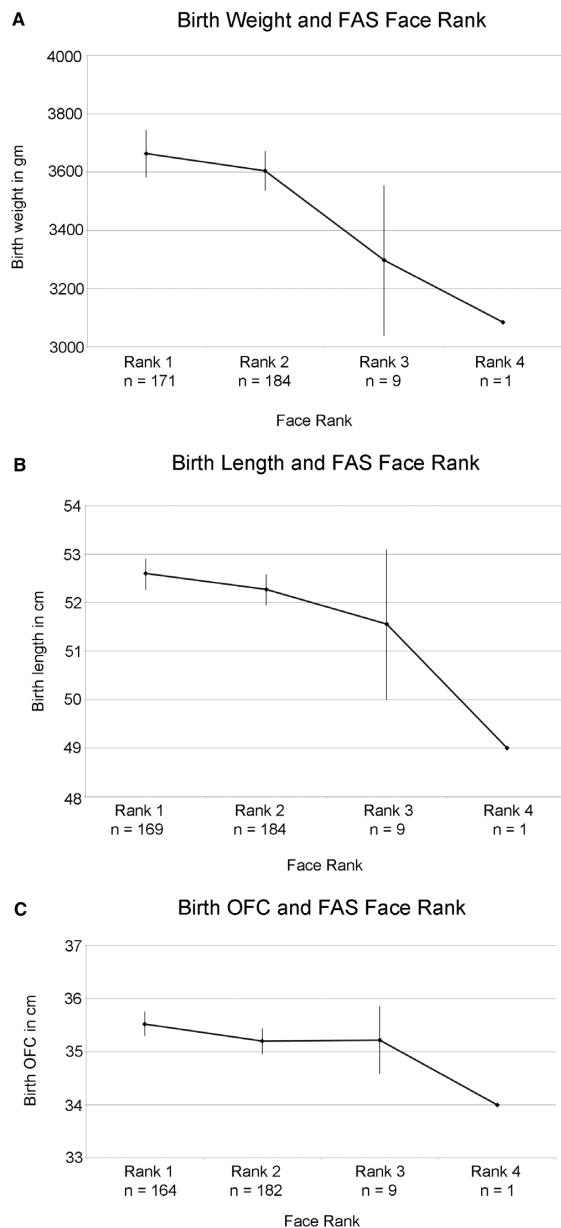 A
Birth Weight and FAS Face Rank
Birth weight in gm
4000
3800
3600
3400
3200
3000
Rank 1 Rank 2 Rank 3 Rank 4
n = 171 n = 184 n = 9 n = 1
Face Rank
B
Birth Length and FAS Face Rank
Birth length in cm
54
53
52
51
50
49
48
Rank 1 Rank 2 Rank 3 Rank 4
n = 169 n = 184 n = 9 n = 1
Face Rank
C
Birth OFC and FAS Face Rank
Birth OFC in cm
37
36
35
34
33
Rank 1 Rank 2 Rank 3 Rank 4
n = 164 n = 182 n = 9 n = 1
Face Rank